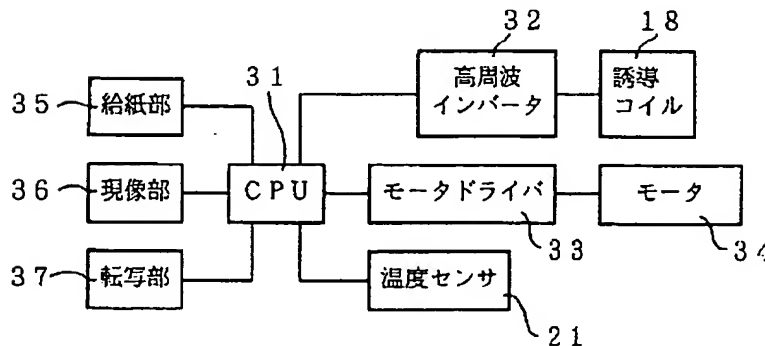 32
18
31
高周波
インバータ
誘導
コイル
35
給紙部
36
現像部
CPU
モータドライバ
モータ
33
34
37
転写部
温度センサ
21